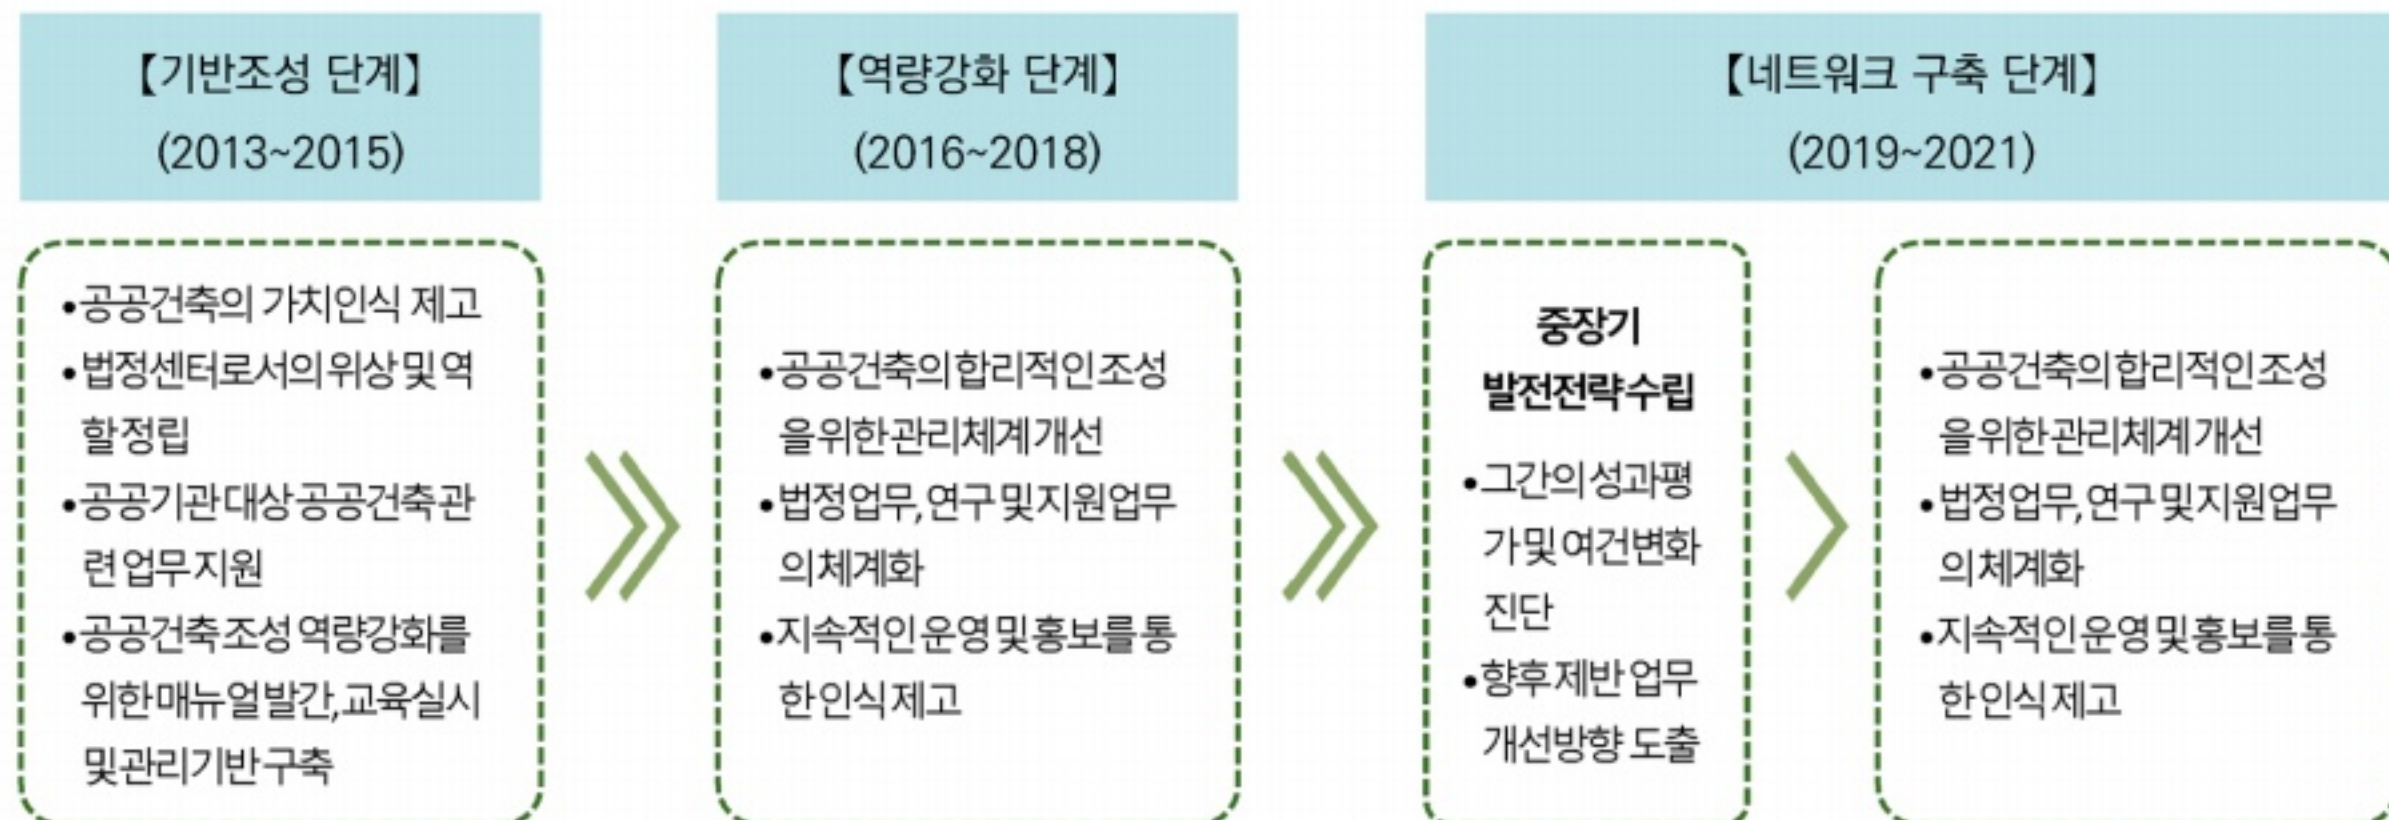 【기반조성 단계】
(2013~2015)
•공공건축의 가치인식 제고
•법정센터로서의 위상 및 역
할 정립
•공공기관 대상 공공건축 관
련 업무 지원
•공공건축 조성 역량강화를
위한 매뉴얼 발간, 교육실시
및 관리기반 구축
【역량강화 단계】
(2016~2018)
•공공건축의 합리적인 조성
을 위한 관리체계 개선
•법정업무, 연구 및 지원업무
의 체계화
•지속적인 운영 및 홍보를 통
한 인식 제고
【네트워크 구축 단계】
(2019~2021)
중장기
발전전략 수립
•그간의 성과평
가 및 여건변화
진단
•향후 제반 업무
개선방향 도출
•공공건축의 합리적인 조성
을 위한 관리체계 개선
•법정업무, 연구 및 지원업무
의 체계화
•지속적인 운영 및 홍보를 통
한 인식 제고